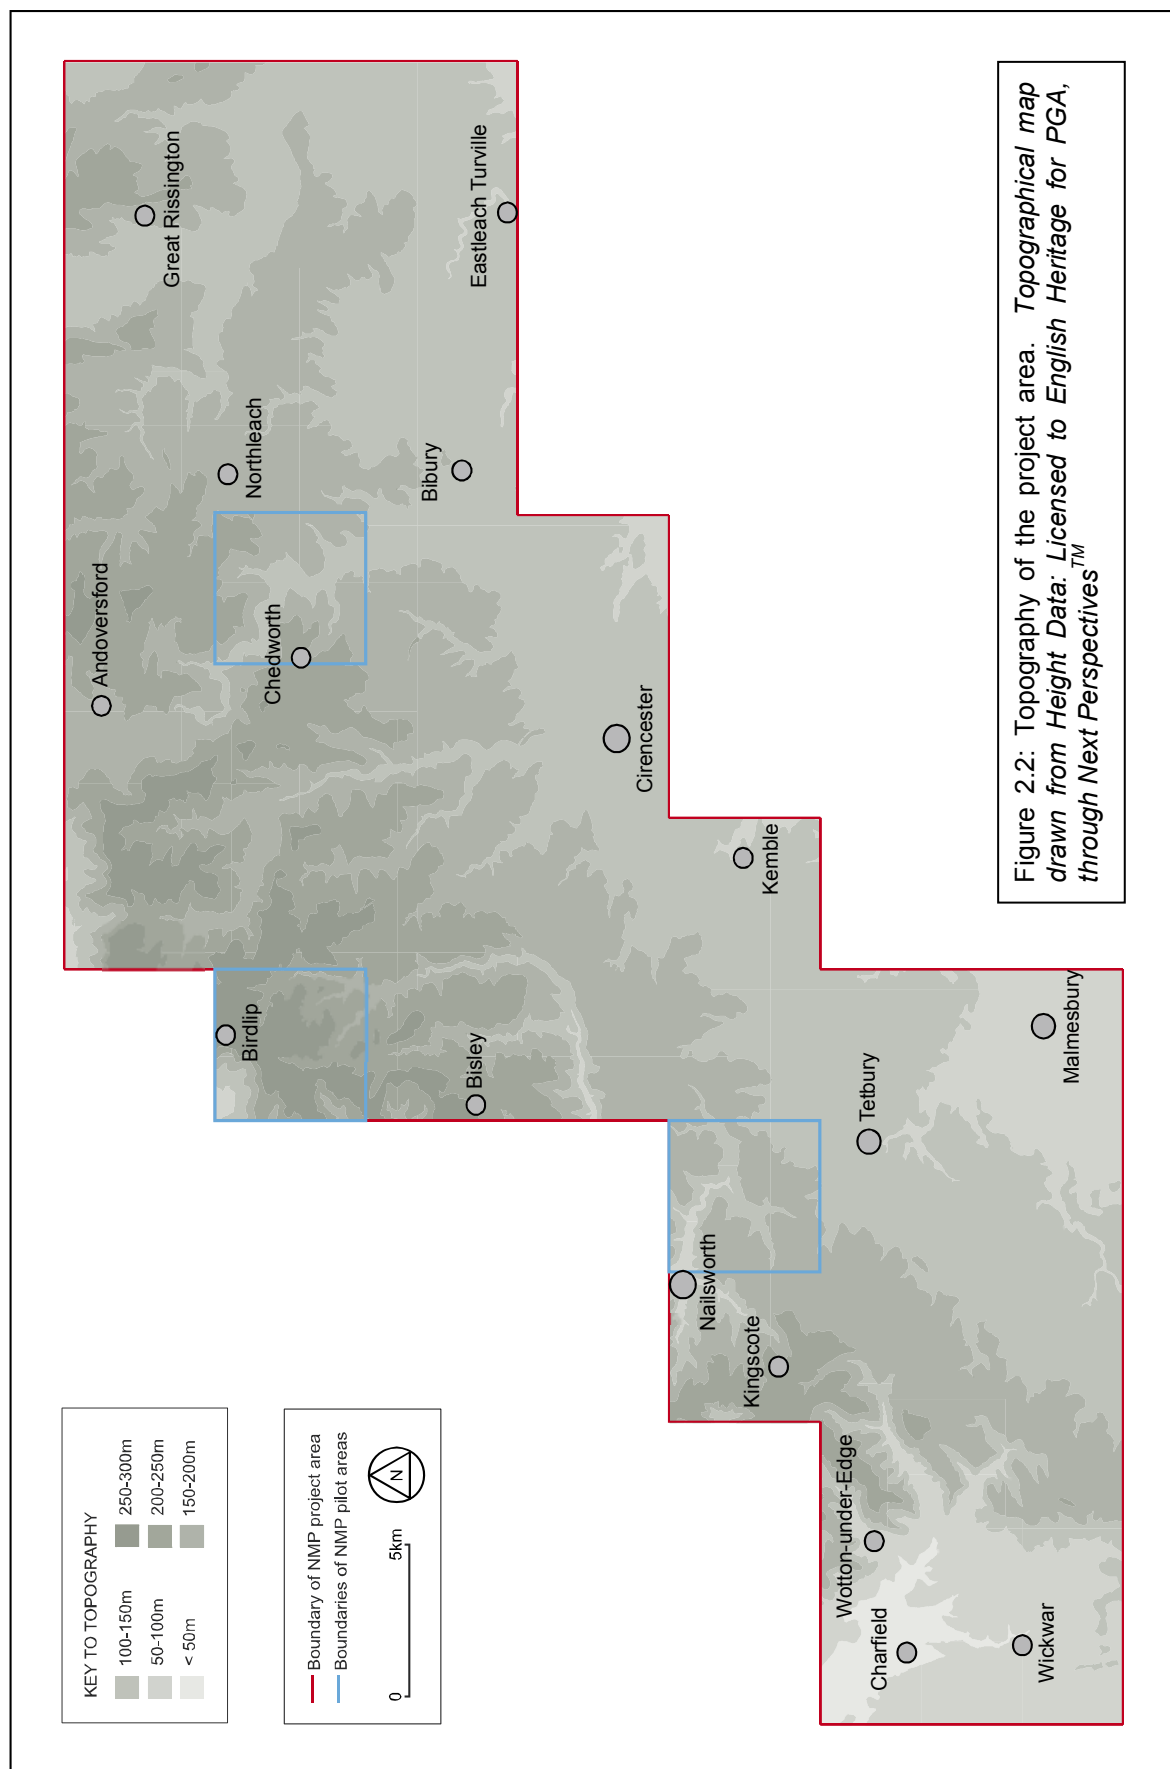 KEY TO TOPOGRAPHY
100-150m
50-100m
< 50m
250-300m
200-250m
150-200m
Boundary of NMP project area
Boundaries of NMP pilot areas
0
5km
N
Andoversford
Great Rissington
Northleach
Birdlip
Chedworth
Bibury
Eastleach Turville
Bisley
Cirencester
Nailsworth
Kemble
Kingscote
Tetbury
Wotton-under-Edge
Charfield
Malmesbury
Wickwar
Figure 2.2: Topography of the project area. Topographical map
drawn from Height Data: Licensed to English Heritage for PGA,
through Next Perspectives™